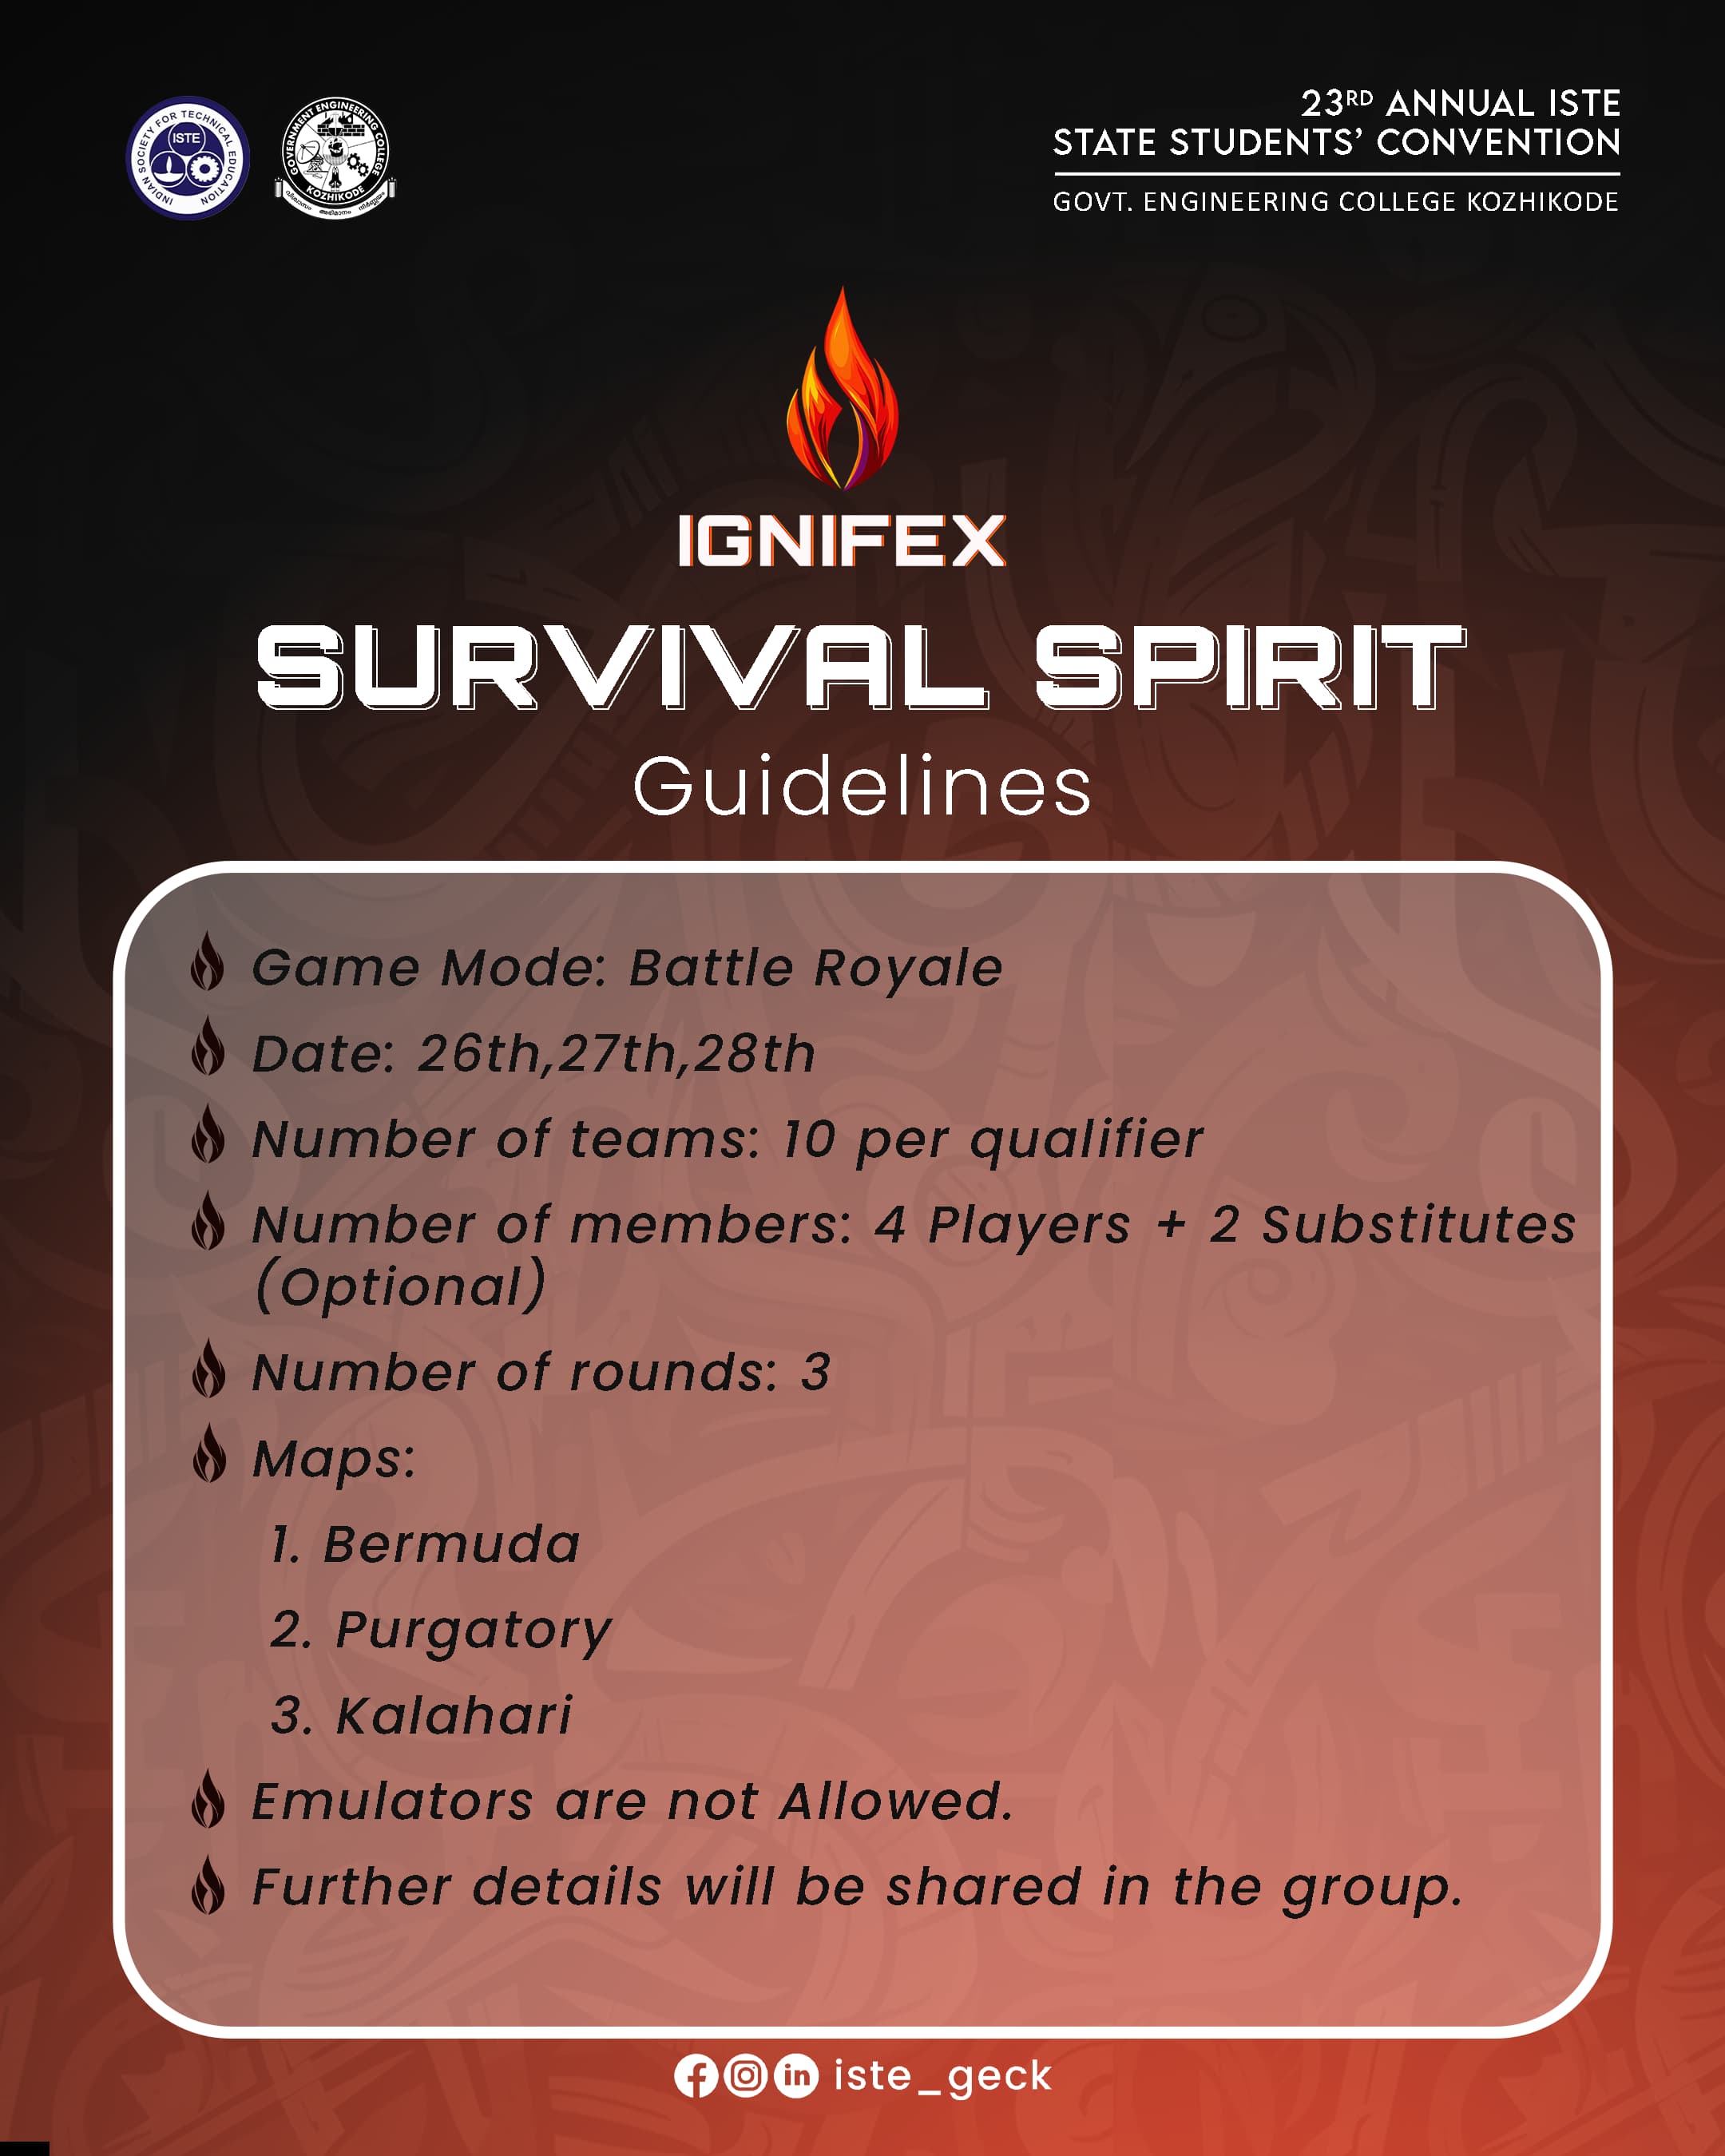 INDIAN SOCIETY FOR TECHNICAL EDUCATION
ISTE
GOVERNMENT ENGINEERING COLLEGE
KOZHIKODE
23RD ANNUAL ISTE
STATE STUDENTS’ CONVENTION
GOVT. ENGINEERING COLLEGE KOZHIKODE
IGNIFEX
SURVIVAL SPIRIT
Guidelines
Game Mode: Battle Royale
Date: 26th,27th,28th
Number of teams: 10 per qualifier
Number of members: 4 Players + 2 Substitutes
(Optional)
Number of rounds: 3
Maps:
1. Bermuda
2. Purgatory
3. Kalahari
Emulators are not Allowed.
Further details will be shared in the group.
iste_geck